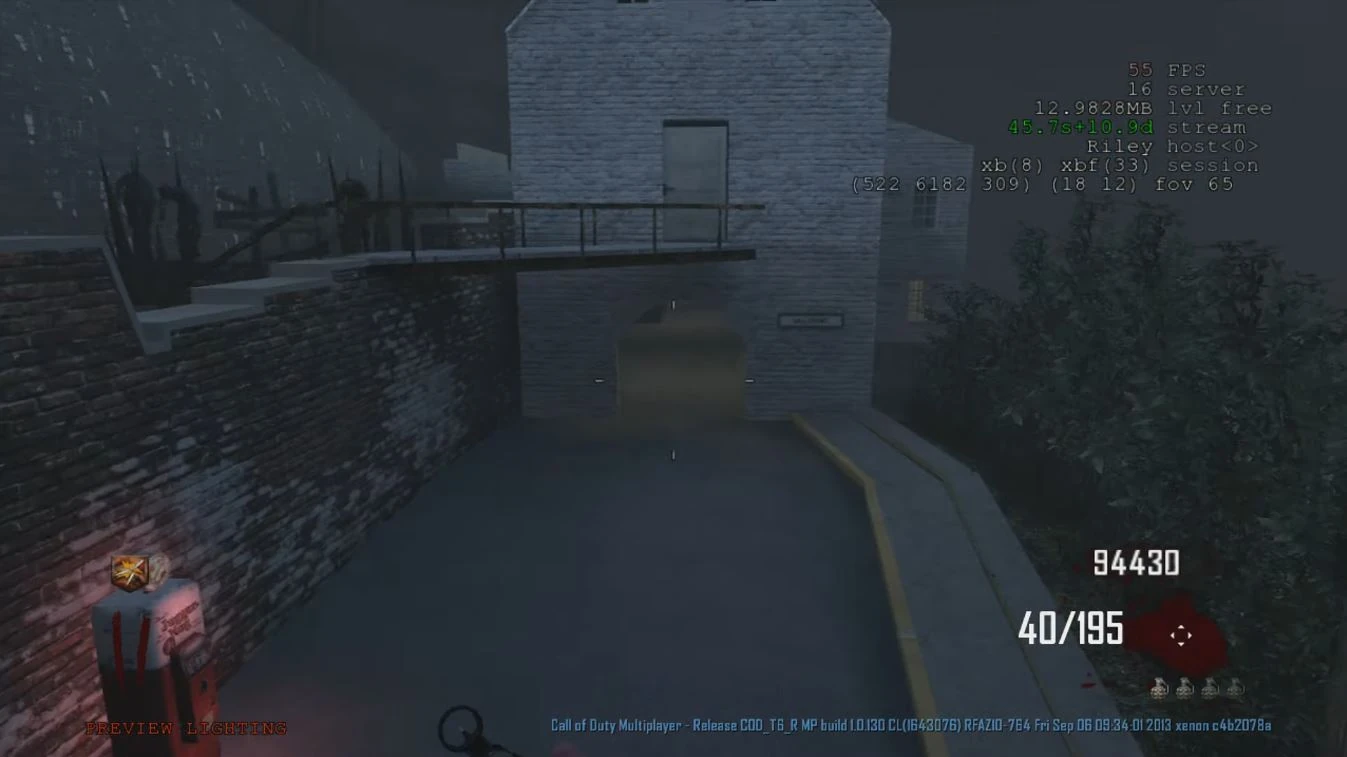 55 FPS
16 server
12.9828MB lvl free
45.7s+10.9d stream
Riley host<0>
xb(8) xbf(33) session
(522 6182 309) (18 12) fov 65
94430
40/195
PREVIEW LIGHTING
Call of Duty Multiplayer - Release COD_T6_R MP build 1.0.130 CL(1643076) RFAZIO-764 Fri Sep 06 09:34:01 2013 xenon c4b2078a